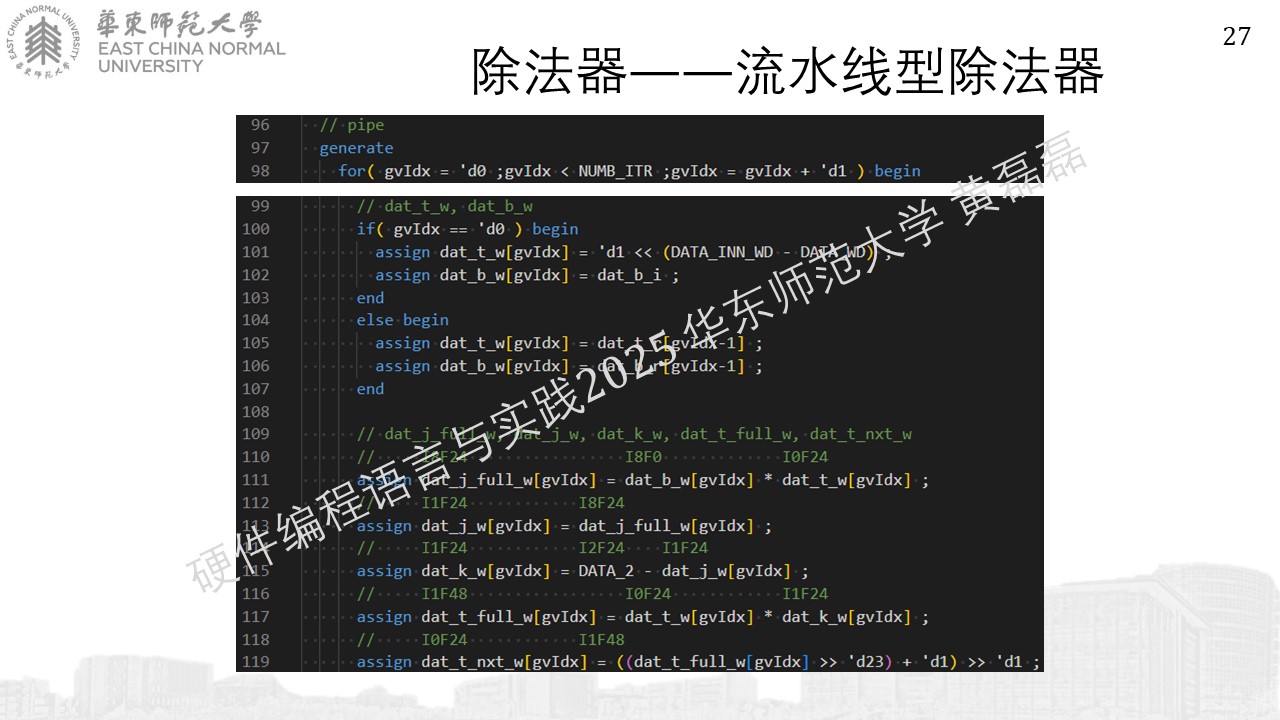 華東師範大學
EAST CHINA NORMAL
UNIVERSITY
27
除法器——流水线型除法器
96 // pipe
97 generate
98 for( gvIdx = 'd0 ;gvIdx < NUMB_ITR ;gvIdx = gvIdx + 'd1 ) begin
99 // dat_t_w, dat_b_w
100 if( gvIdx == 'd0 ) begin
101 assign dat_t_w[gvIdx] = 'd1 << (DATA_INN_WD - DATA_WD) ;
102 assign dat_b_w[gvIdx] = dat_b_i ;
103 end
104 else begin
105 assign dat_t_w[gvIdx] = dat_t_r[gvIdx-1] ;
106 assign dat_b_w[gvIdx] = dat_b_r[gvIdx-1] ;
107 end
108
109 // dat_j_full_w, dat_j_w, dat_k_w, dat_t_full_w, dat_t_nxt_w
110 // I8F24 I8F0 I0F24
111 assign dat_j_full_w[gvIdx] = dat_b_w[gvIdx] * dat_t_w[gvIdx] ;
112 // I1F24 I8F24
113 assign dat_j_w[gvIdx] = dat_j_full_w[gvIdx] ;
114 // I1F24 I2F24 I1F24
115 assign dat_k_w[gvIdx] = DATA_2 - dat_j_w[gvIdx] ;
116 // I1F48 I0F24 I1F24
117 assign dat_t_full_w[gvIdx] = dat_t_w[gvIdx] * dat_k_w[gvIdx] ;
118 // I0F24 I1F48
119 assign dat_t_nxt_w[gvIdx] = ((dat_t_full_w[gvIdx] >> 'd23) + 'd1) >> 'd1 ;
硬件编程语言与实践2025 华东师范大学 黄磊磊